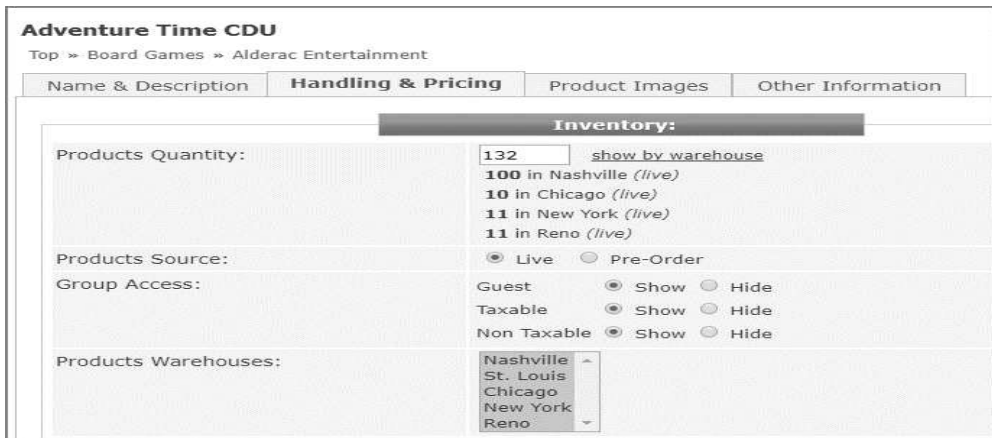 Adventure Time CDU
Top » Board Games » Alderac Entertainment
Name & Description Handling & Pricing Product Images Other Information
Inventory:
Products Quantity: 132 show by warehouse
100 in Nashville (live)
10 in Chicago (live)
11 in New York (live)
11 in Reno (live)
Products Source: Live Pre-Order
Group Access: Guest Show Hide
Taxable Show Hide
Non Taxable Show Hide
Products Warehouses: Nashville
St. Louis
Chicago
New York
Reno